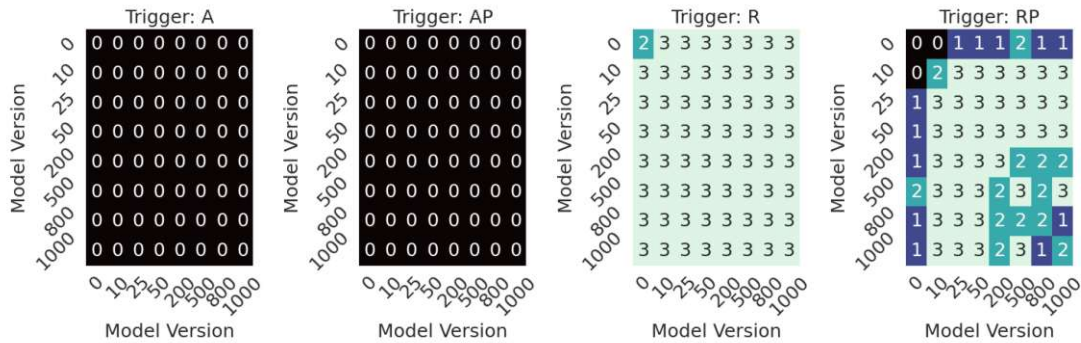 Trigger: A
Model Version
0 0 0 0 0 0 0 0 0
10 0 0 0 0 0 0 0 0
25 0 0 0 0 0 0 0 0
50 0 0 0 0 0 0 0 0
200 0 0 0 0 0 0 0 0
500 0 0 0 0 0 0 0 0
800 0 0 0 0 0 0 0 0
1000 0 0 0 0 0 0 0 0
0 10 25 50 200 500 800 1000
Model Version
Trigger: AP
Model Version
0 0 0 0 0 0 0 0 0
10 0 0 0 0 0 0 0 0
25 0 0 0 0 0 0 0 0
50 0 0 0 0 0 0 0 0
200 0 0 0 0 0 0 0 0
500 0 0 0 0 0 0 0 0
800 0 0 0 0 0 0 0 0
1000 0 0 0 0 0 0 0 0
0 10 25 50 200 500 800 1000
Model Version
Trigger: R
Model Version
0 2 3 3 3 3 3 3 3
10 3 3 3 3 3 3 3 3
25 3 3 3 3 3 3 3 3
50 3 3 3 3 3 3 3 3
200 3 3 3 3 3 3 3 3
500 3 3 3 3 3 3 3 3
800 3 3 3 3 3 3 3 3
1000 3 3 3 3 3 3 3 3
0 10 25 50 200 500 800 1000
Model Version
Trigger: RP
Model Version
0 0 0 1 1 1 2 1 1
10 0 2 3 3 3 3 3 3
25 1 3 3 3 3 3 3 3
50 1 3 3 3 3 3 3 3
200 1 3 3 3 3 2 2 2
500 2 3 3 3 2 3 2 3
800 1 3 3 3 2 2 2 1
1000 1 3 3 3 2 3 1 2
0 10 25 50 200 500 800 1000
Model Version